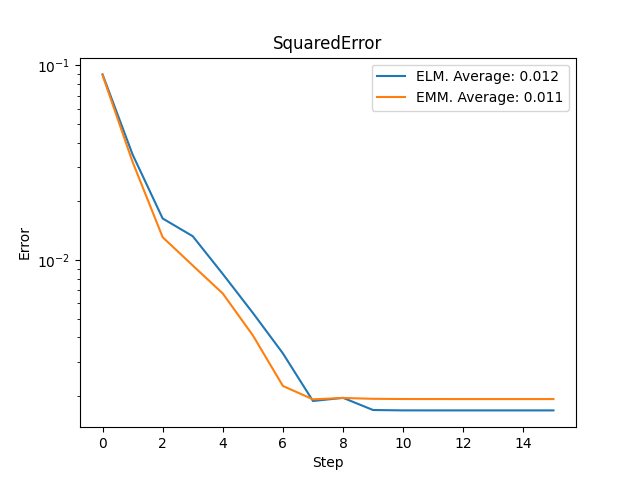 SquaredError
ELM. Average: 0.012
EMM. Average: 0.011
10⁻¹
10⁻²
Error
0 2 4 6 8 10 12 14
Step